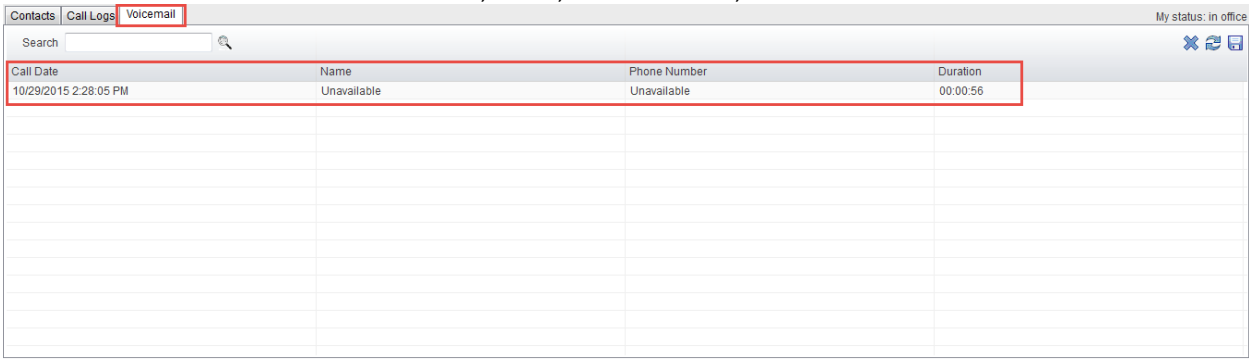 Contacts Call Logs Voicemail My status: in office
Search
Call Date Name Phone Number Duration
10/29/2015 2:28:05 PM Unavailable Unavailable 00:00:56